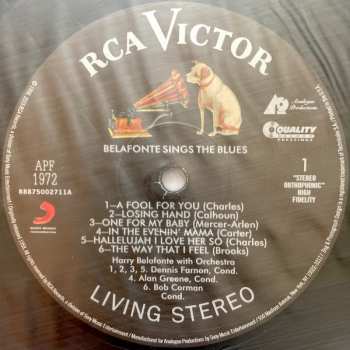 RCA VICTOR
Analogue Productions
QUALITY
RECORD
PRESSINGS
BELAFONTE SINGS THE BLUES
APF
1972
88875002711A
1
"STEREO
ORTHOPHONIC"
HIGH
FIDELITY
1—A FOOL FOR YOU (Charles)
2—LOSING HAND (Calhoun)
3—ONE FOR MY BABY (Mercer-Arlen)
4—IN THE EVENIN' MAMA (Carter)
5—HALLELUJAH I LOVE HER SO (Charles)
6—THE WAY THAT I FEEL (Brooks)
Harry Belafonte with Orchestra
1, 2, 3, 5. Dennis Farnon, Cond.
4. Alan Greene, Cond.
6. Bob Corman
Cond.
LIVING STEREO